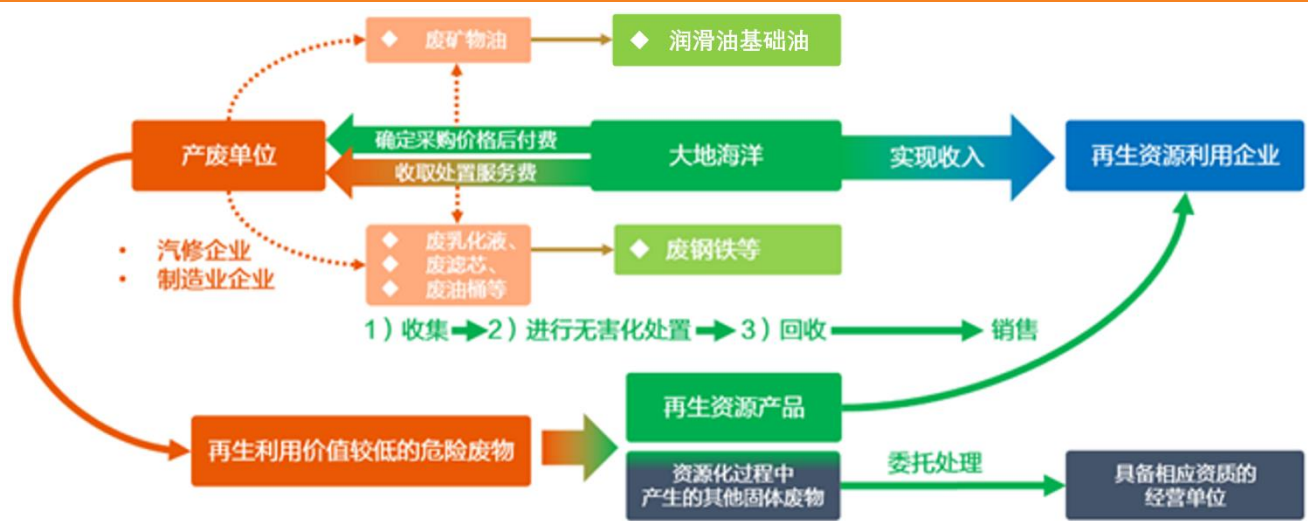 ◆ 废矿物油
◆ 润滑油基础油
产废单位
确定采购价格后付费
收取处置服务费
大地海洋
实现收入
再生资源利用企业
• 汽修企业
• 制造业企业
◆ 废乳化液、
◆ 废滤芯、
◆ 废油桶等
◆ 废钢铁等
1）收集
2）进行无害化处置
3）回收
销售
再生利用价值较低的危险废物
再生资源产品
资源化过程中
产生的其他固体废物
委托处理
具备相应资质的
经营单位